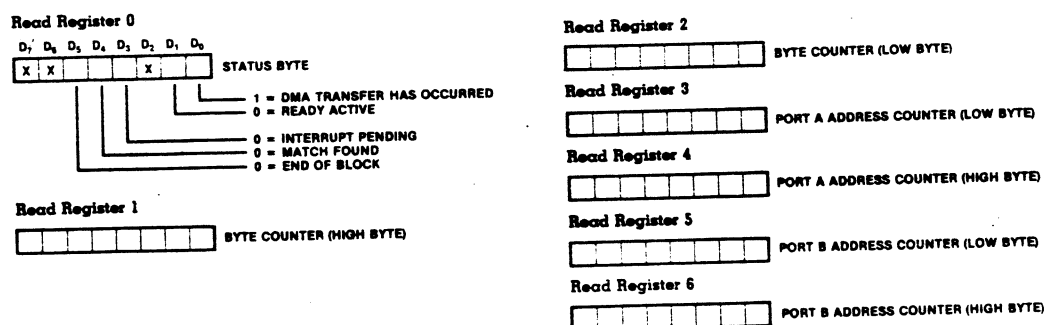 Read Register 0
D7 D6 D5 D4 D3 D2 D1 D0
X X X STATUS BYTE
1 = DMA TRANSFER HAS OCCURRED
0 = READY ACTIVE
0 = INTERRUPT PENDING
0 = MATCH FOUND
0 = END OF BLOCK
Read Register 1
BYTE COUNTER (HIGH BYTE)
Read Register 2
BYTE COUNTER (LOW BYTE)
Read Register 3
PORT A ADDRESS COUNTER (LOW BYTE)
Read Register 4
PORT A ADDRESS COUNTER (HIGH BYTE)
Read Register 5
PORT B ADDRESS COUNTER (LOW BYTE)
Read Register 6
PORT B ADDRESS COUNTER (HIGH BYTE)